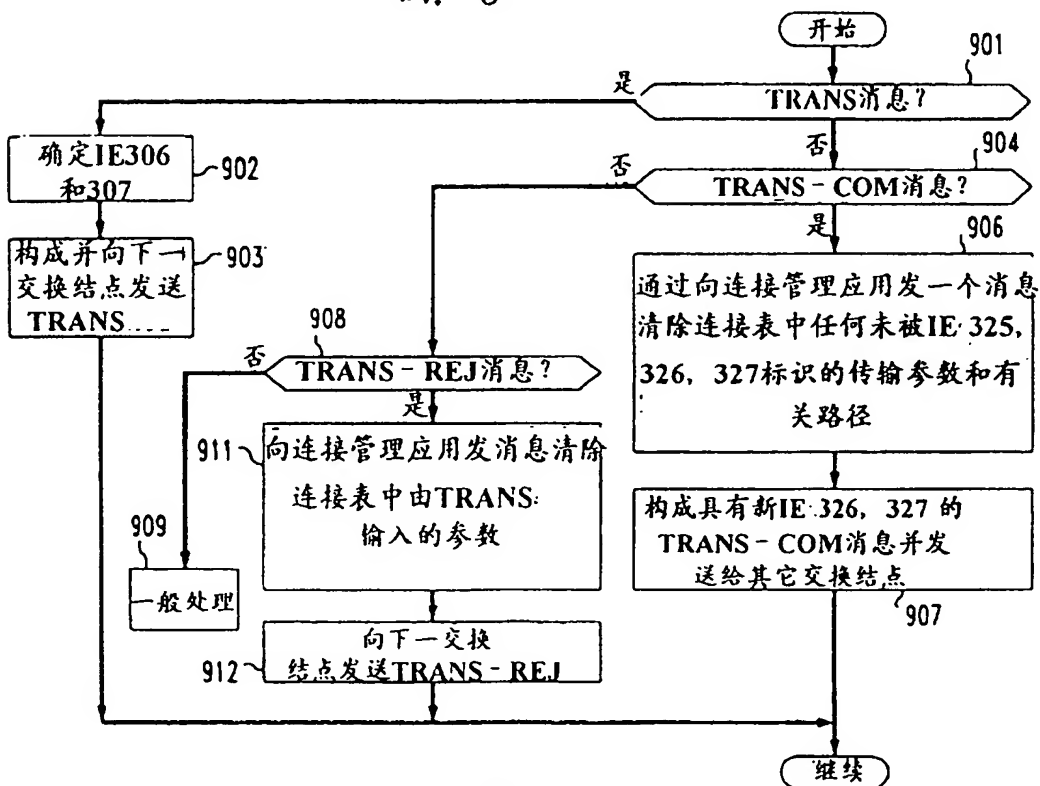 开始
901
是
TRANS消息?
否
904
确定IE306
和307
902
否
TRANS-COM消息?
是
906
构成并向下一
交换结点发送
TRANS
903
通过向连接管理应用发一个消息
清除连接表中任何未被IE 325,
326, 327标识的传输参数和有
关路径
908
否
TRANS-REJ消息?
是
911
向连接管理应用发消息清除
连接表中由TRANS
输入的参数
909
一般处理
构成具有新IE 326, 327 的
TRANS-COM消息并发
送给其它交换结点
907
向下一交换
结点发送TRANS-REJ
912
继续